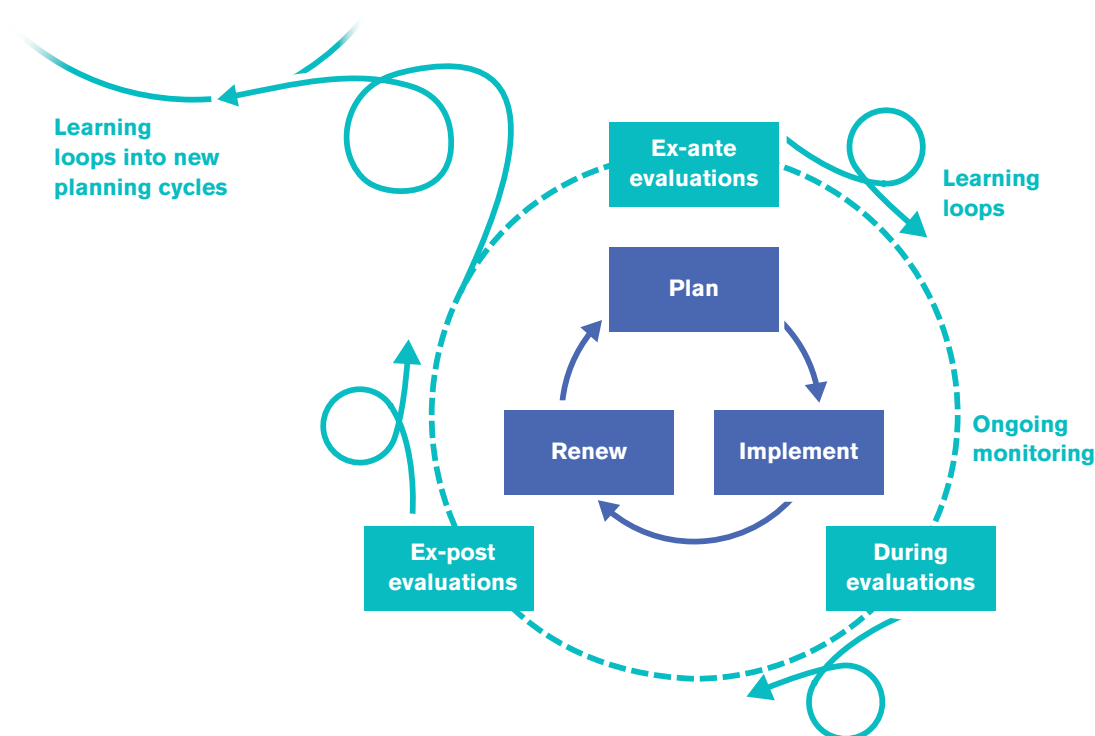 Learning
loops into new
planning cycles
Ex-ante
evaluations
Learning
loops
Plan
Renew
Implement
Ongoing
monitoring
Ex-post
evaluations
During
evaluations